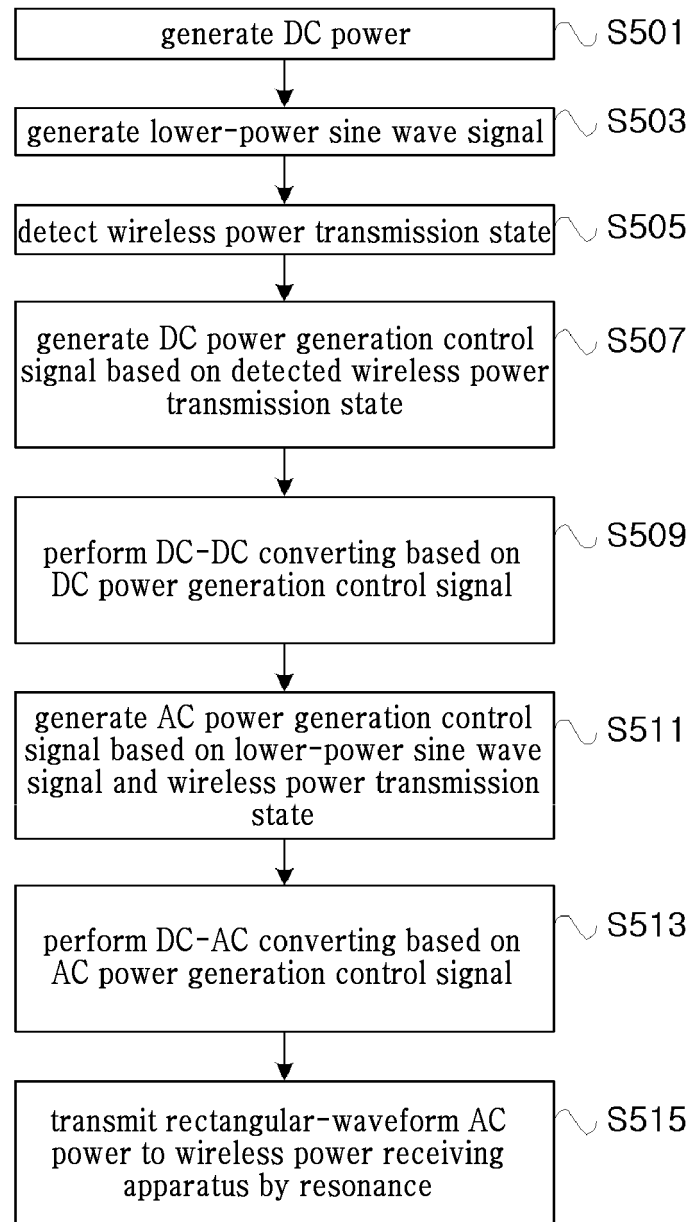 generate DC power
S501
generate lower-power sine wave signal
S503
detect wireless power transmission state
S505
generate DC power generation control
signal based on detected wireless power
transmission state
S507
perform DC-DC converting based on
DC power generation control signal
S509
generate AC power generation control
signal based on lower-power sine wave
signal and wireless power transmission
state
S511
perform DC-AC converting based on
AC power generation control signal
S513
transmit rectangular-waveform AC
power to wireless power receiving
apparatus by resonance
S515